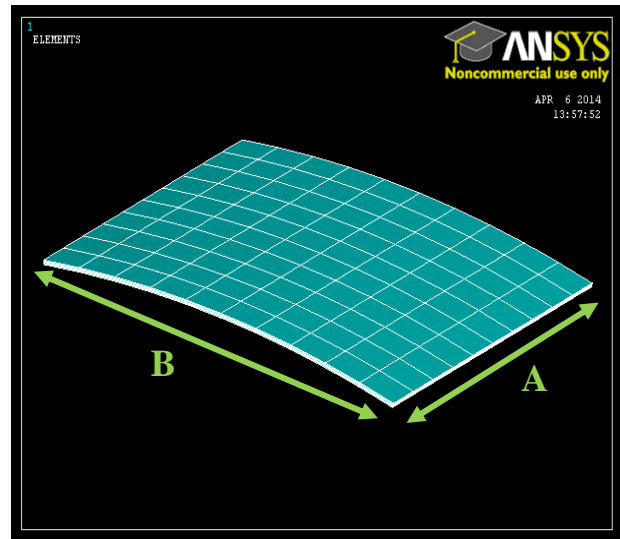 1
ELEMENTS
ANSYS
Noncommercial use only
APR 6 2014
13:57:52
B
A